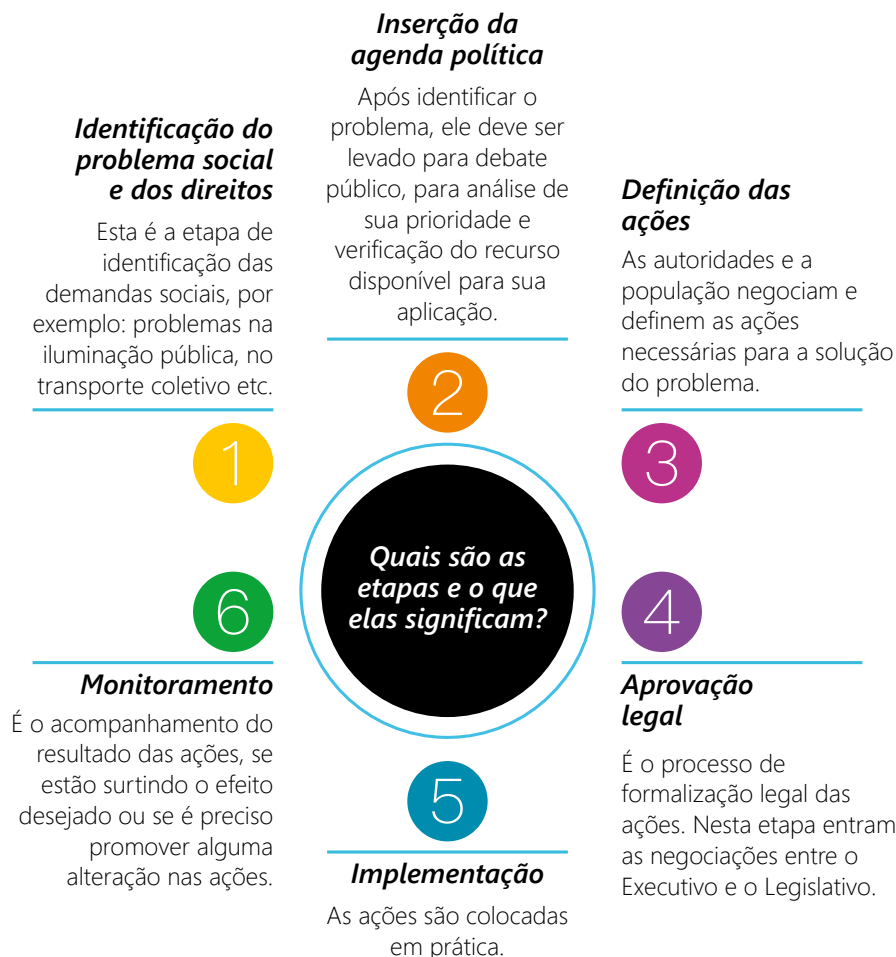 Identificação do
problema social
e dos direitos
Esta é a etapa de
identificação das
demandas sociais, por
exemplo: problemas na
iluminação pública, no
transporte coletivo etc.
1
Inserção da
agenda política
Após identificar o
problema, ele deve ser
levado para debate
público, para análise de
sua prioridade e
verificação do recurso
disponível para sua
aplicação.
2
Definição das
ações
As autoridades e a
população negociam e
definem as ações
necessárias para a solução
do problema.
3
Quais são as
etapas e o que
elas significam?
4
Aprovação
legal
É o processo de
formalização legal das
ações. Nesta etapa entram
as negociações entre o
Executivo e o Legislativo.
5
Implementação
As ações são colocadas
em prática.
6
Monitoramento
É o acompanhamento do
resultado das ações, se
estão surtindo o efeito
desejado ou se é preciso
promover alguma
alteração nas ações.